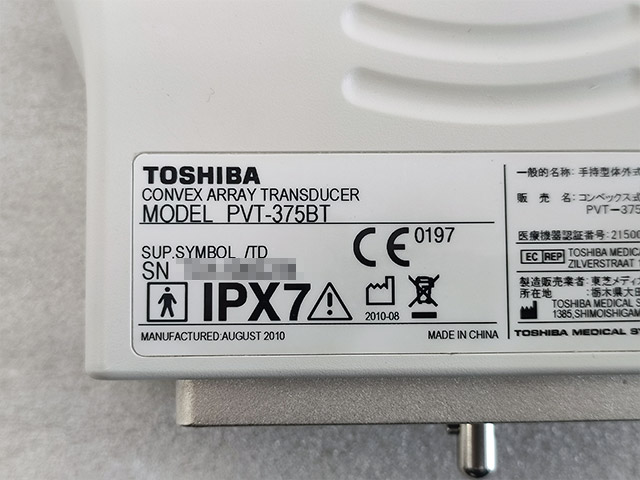 TOSHIBA
CONVEX ARRAY TRANSDUCER
MODEL PVT-375BT
SUP.SYMBOL /TD
SN
CE 0197
IPX7
2010-08
MANUFACTURED:AUGUST 2010
MADE IN CHINA
一般的名称: 手持型体外式
販 売 名: コンベックス式
PVT-375
医療機器認証番号: 21500
EC REP TOSHIBA MEDICA
ZILVERSTRAAT 1
製造販売業者: 東芝メディ
所在地 : 栃木県大
TOSHIBA MEDICAL S
1385, SHIMOISHIGAM
TOSHIBA MEDICAL S